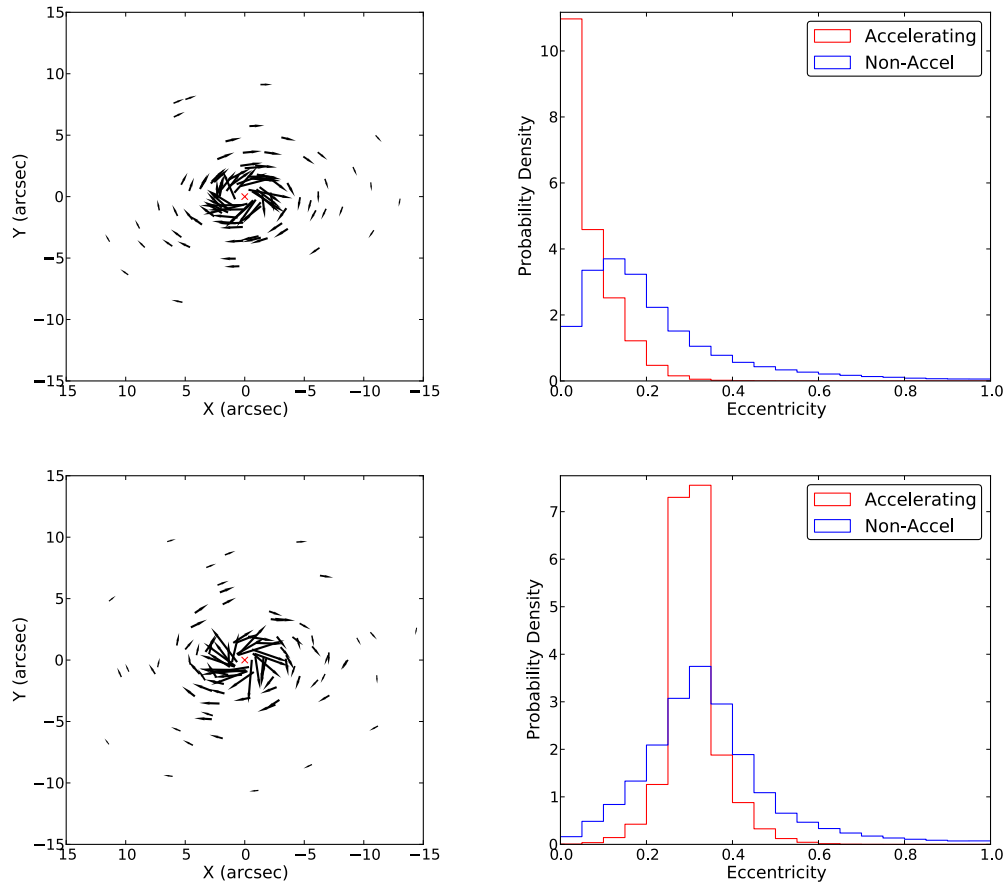 15
10
5
0
−5
−10
−15
15 10 5 0 −5 −10 −15
X (arcsec)
Y (arcsec)
10
8
6
4
2
0
0.0 0.2 0.4 0.6 0.8 1.0
Eccentricity
Probability Density
Accelerating
Non-Accel
15
10
5
0
−5
−10
−15
15 10 5 0 −5 −10 −15
X (arcsec)
Y (arcsec)
7
6
5
4
3
2
1
0
0.0 0.2 0.4 0.6 0.8 1.0
Eccentricity
Probability Density
Accelerating
Non-Accel